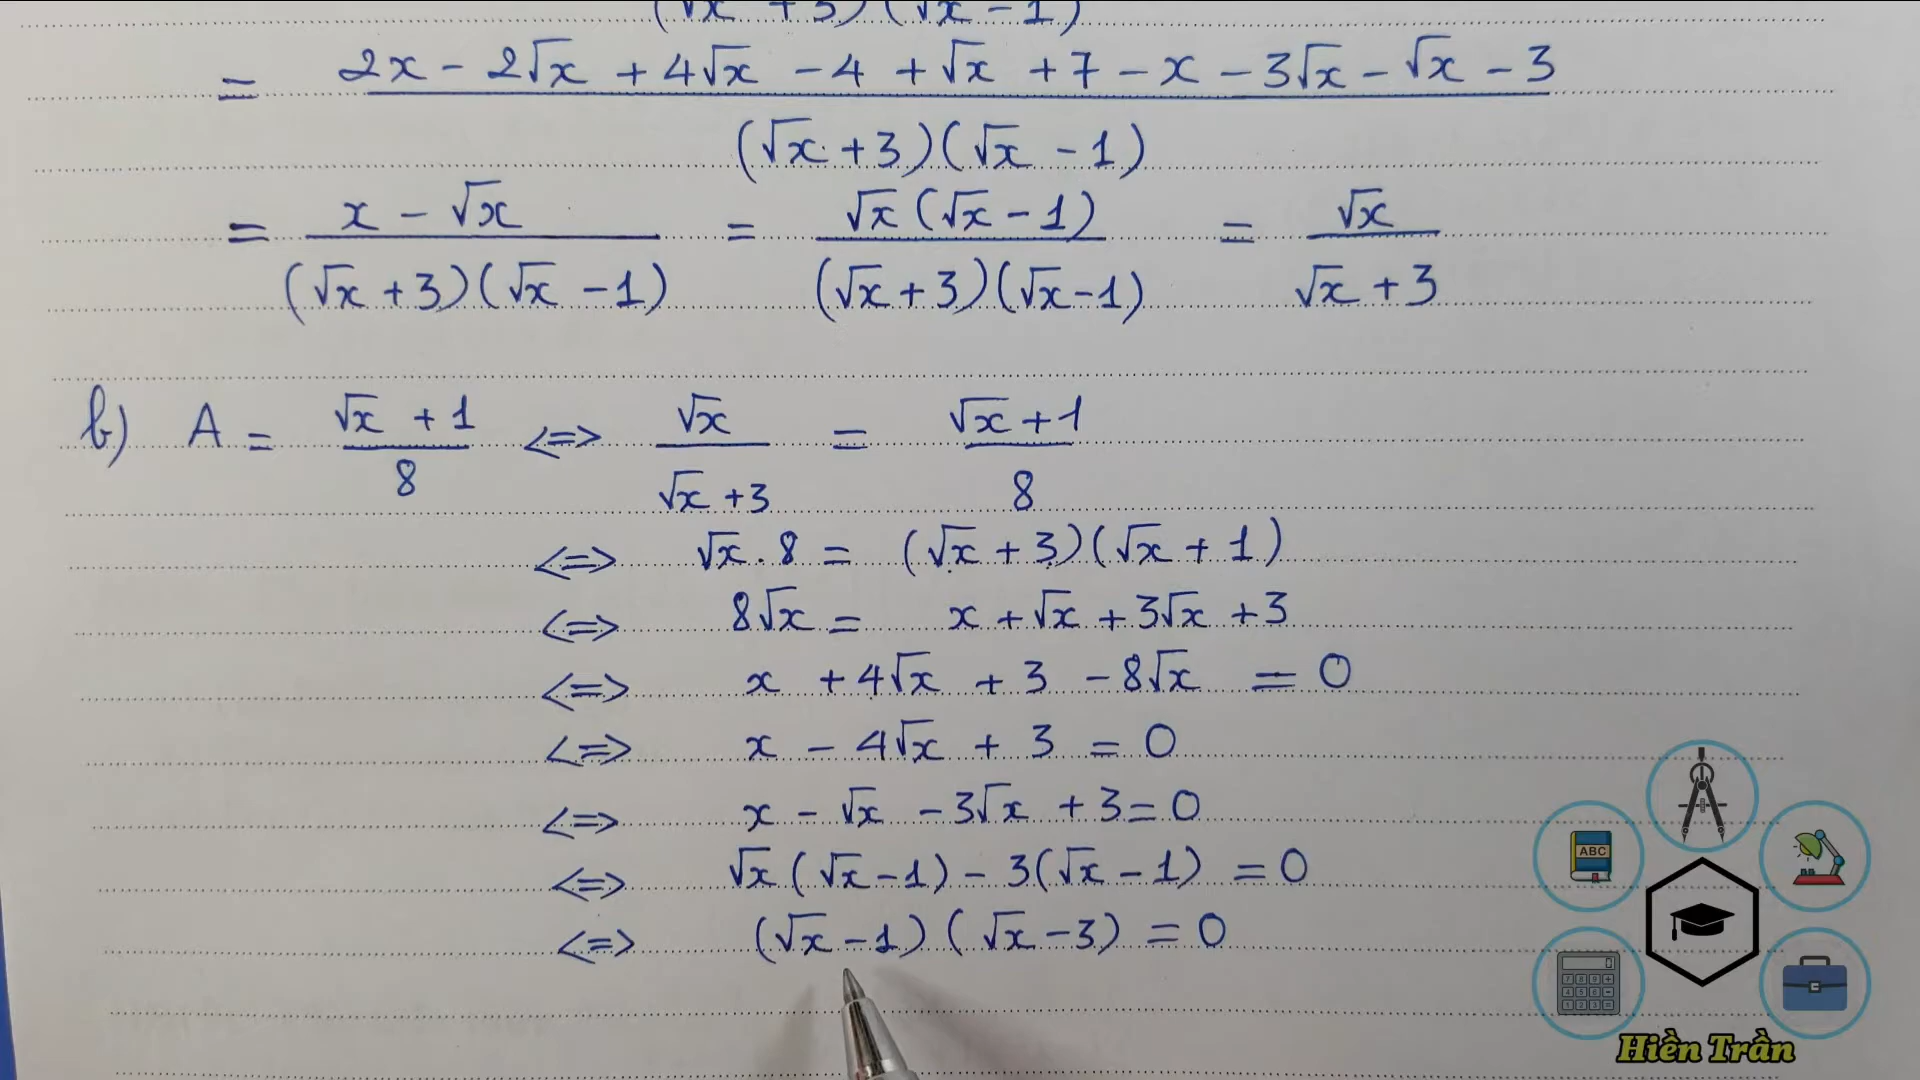 (√x + 3)(√x − 1)
= (2x − 2√x + 4√x − 4 + √x + 7 − x − 3√x − √x − 3) / ((√x + 3)(√x − 1))
= (x − √x) / ((√x + 3)(√x − 1)) = (√x(√x − 1)) / ((√x + 3)(√x − 1)) = √x / (√x + 3)
b) A = (√x + 1) / 8 <=> √x / (√x + 3) = (√x + 1) / 8
<=> √x . 8 = (√x + 3)(√x + 1)
<=> 8√x = x + √x + 3√x + 3
<=> x + 4√x + 3 − 8√x = 0
<=> x − 4√x + 3 = 0
<=> x − √x − 3√x + 3 = 0
<=> √x(√x − 1) − 3(√x − 1) = 0
<=> (√x − 1)(√x − 3) = 0
ABC
Hiền Trần